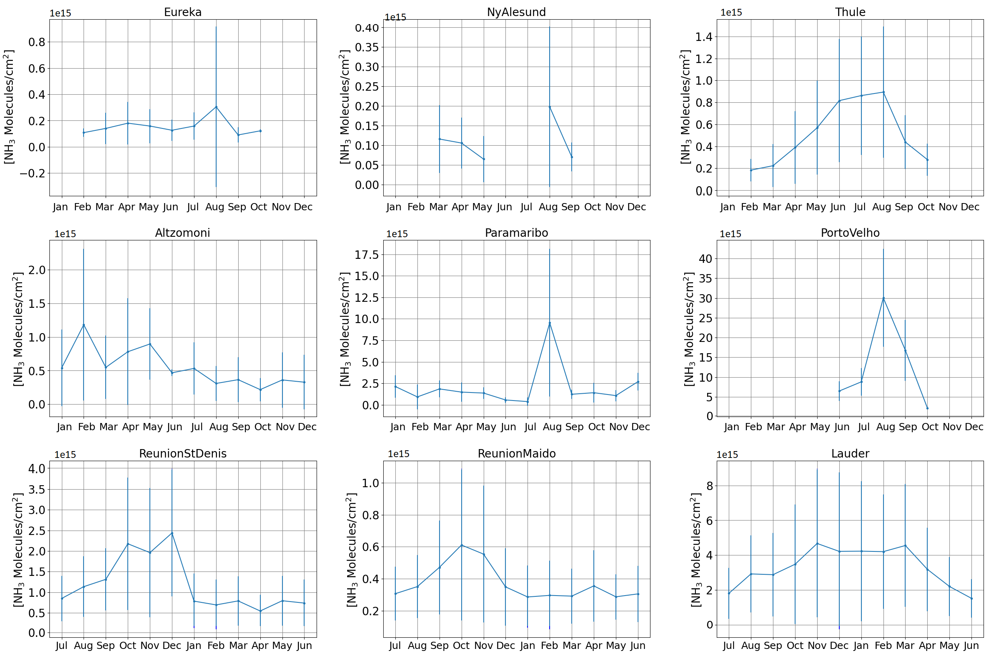 1e15 Eureka
[NH3 Molecules/cm2]
0.8
0.6
0.4
0.2
0.0
−0.2
Jan Feb Mar Apr May Jun Jul Aug Sep Oct Nov Dec
1e15 NyAlesund
[NH3 Molecules/cm2]
0.40
0.35
0.30
0.25
0.20
0.15
0.10
0.05
0.00
Jan Feb Mar Apr May Jun Jul Aug Sep Oct Nov Dec
1e15 Thule
[NH3 Molecules/cm2]
1.4
1.2
1.0
0.8
0.6
0.4
0.2
0.0
Jan Feb Mar Apr May Jun Jul Aug Sep Oct Nov Dec
1e15 Altzomoni
[NH3 Molecules/cm2]
2.0
1.5
1.0
0.5
0.0
Jan Feb Mar Apr May Jun Jul Aug Sep Oct Nov Dec
1e15 Paramaribo
[NH3 Molecules/cm2]
17.5
15.0
12.5
10.0
7.5
5.0
2.5
0.0
Jan Feb Mar Apr May Jun Jul Aug Sep Oct Nov Dec
1e15 PortoVelho
[NH3 Molecules/cm2]
40
35
30
25
20
15
10
5
0
Jan Feb Mar Apr May Jun Jul Aug Sep Oct Nov Dec
1e15 ReunionStDenis
[NH3 Molecules/cm2]
4.0
3.5
3.0
2.5
2.0
1.5
1.0
0.5
0.0
Jul Aug Sep Oct Nov Dec Jan Feb Mar Apr May Jun
1e15 ReunionMaido
[NH3 Molecules/cm2]
1.0
0.8
0.6
0.4
0.2
Jul Aug Sep Oct Nov Dec Jan Feb Mar Apr May Jun
1e15 Lauder
[NH3 Molecules/cm2]
8
6
4
2
0
Jul Aug Sep Oct Nov Dec Jan Feb Mar Apr May Jun